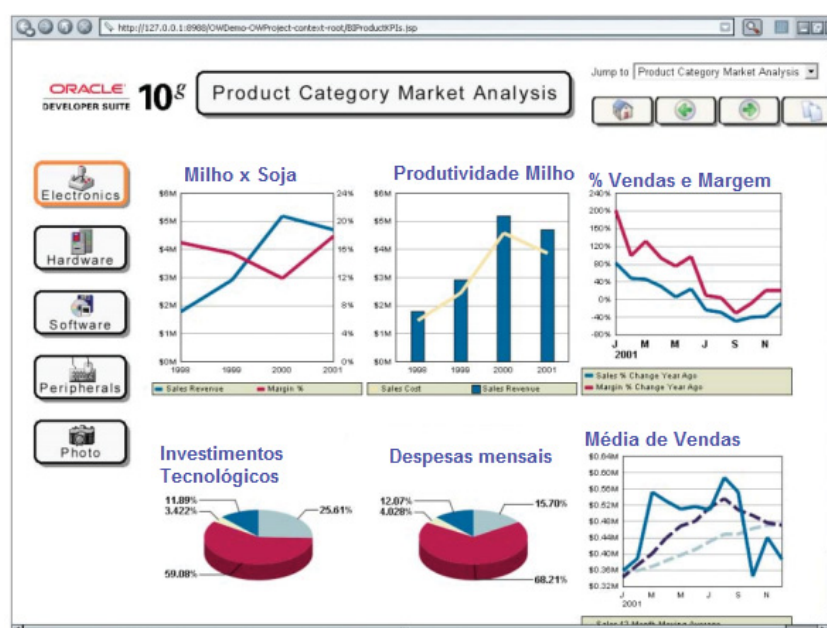 http://127.0.0.1:8988/OWDemo-OWProject-context-root/BIProductKPIs.jsp
ORACLE
DEVELOPER SUITE
10g
Product Category Market Analysis
Jump to Product Category Market Analysis
Electronics
Hardware
Software
Peripherals
Photo
Milho x Soja
$6M 24%
$5M 20%
$4M 16%
$3M 12%
$2M 8%
$1M 4%
$0M 0%
1998 1999 2000 2001
Sales Revenue Margin %
Produtividade Milho
$6M
$5M
$4M
$3M
$2M
$1M
$0M
1998 1999 2000 2001
Sales Cost Sales Revenue
% Vendas e Margem
240%
200%
160%
120%
80%
40%
0%
-40%
-80%
J M M J S N
2001
Sales % Change Year Ago
Margin % Change Year Ago
Investimentos
Tecnológicos
11.89%
3.422%
25.61%
59.08%
Despesas mensais
12.07%
4.028%
15.70%
68.21%
Média de Vendas
$0.64M
$0.60M
$0.56M
$0.52M
$0.48M
$0.44M
$0.40M
$0.36M
$0.32M
J M M J S N
2001
Sales 12 Month Moving Average